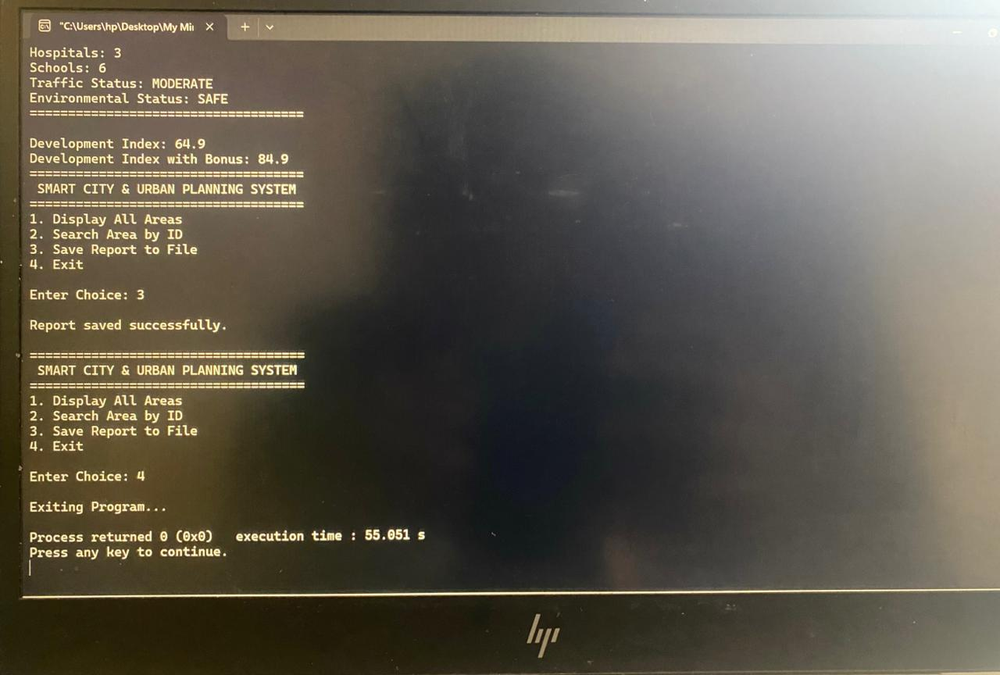 "C:\Users\hp\Desktop\My Mi
Hospitals: 3
Schools: 6
Traffic Status: MODERATE
Environmental Status: SAFE
====================================
Development Index: 64.9
Development Index with Bonus: 84.9
====================================
SMART CITY & URBAN PLANNING SYSTEM
====================================
1. Display All Areas
2. Search Area by ID
3. Save Report to File
4. Exit
Enter Choice: 3
Report saved successfully.
====================================
SMART CITY & URBAN PLANNING SYSTEM
====================================
1. Display All Areas
2. Search Area by ID
3. Save Report to File
4. Exit
Enter Choice: 4
Exiting Program...
Process returned 0 (0x0)   execution time : 55.051 s
Press any key to continue.
hp